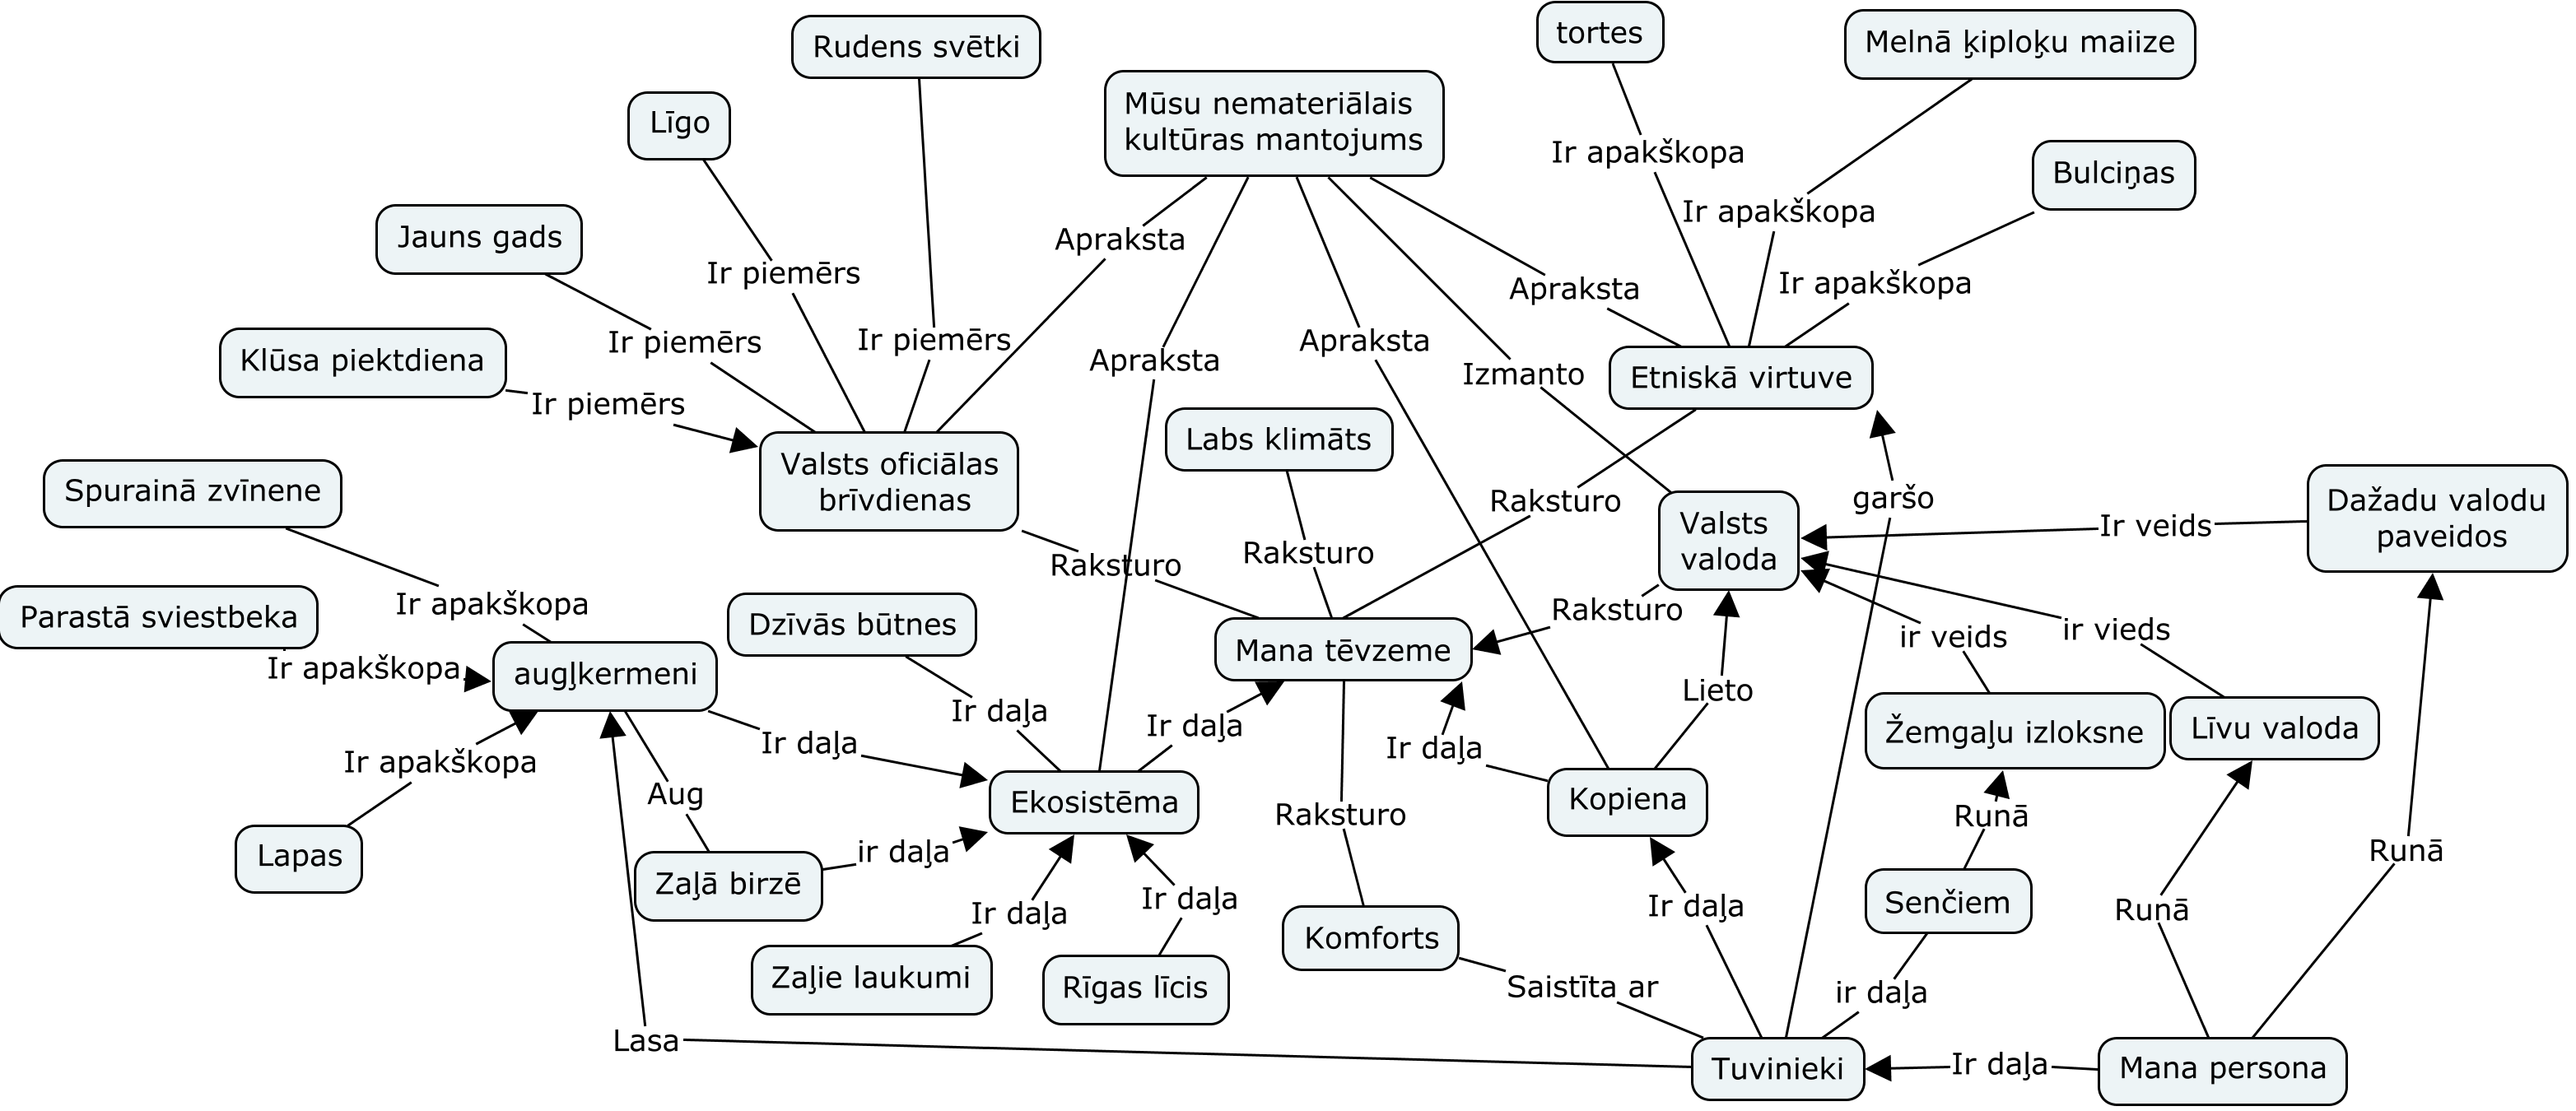 tortes
Rudens svētki
Melnā ķiploķu maiize
Mūsu nemateriālais
kultūras mantojums
Līgo
Ir apakškopa
Bulciņas
Ir apakškopa
Jauns gads
Apraksta
Ir piemērs
Ir apakškopa
Apraksta
Ir piemērs
Ir piemērs
Apraksta
Klūsa piektdiena
Apraksta
Izmanto
Etniskā virtuve
Ir piemērs
Labs klimāts
Valsts oficiālas
brīvdienas
Spurainā zvīnene
Raksturo
garšo
Dažadu valodu
paveidos
Valsts
valoda
Ir veids
Raksturo
Raksturo
Ir apakškopa
Raksturo
Parastā sviestbeka
Dzīvās būtnes
ir veids
ir vieds
Mana tēvzeme
Ir apakškopa
augļkermeni
Lieto
Ir daļa
Ir daļa
Žemgaļu izloksne
Līvu valoda
Ir daļa
Ir daļa
Ir apakškopa
Aug
Ekosistēma
Kopiena
Raksturo
Runā
Lapas
ir daļa
Runā
Zaļā birzē
Ir daļa
Ir daļa
Ir daļa
Senčiem
Runā
Komforts
Zaļie laukumi
Rīgas līcis
Saistīta ar
ir daļa
Lasa
Tuvinieki
Ir daļa
Mana persona